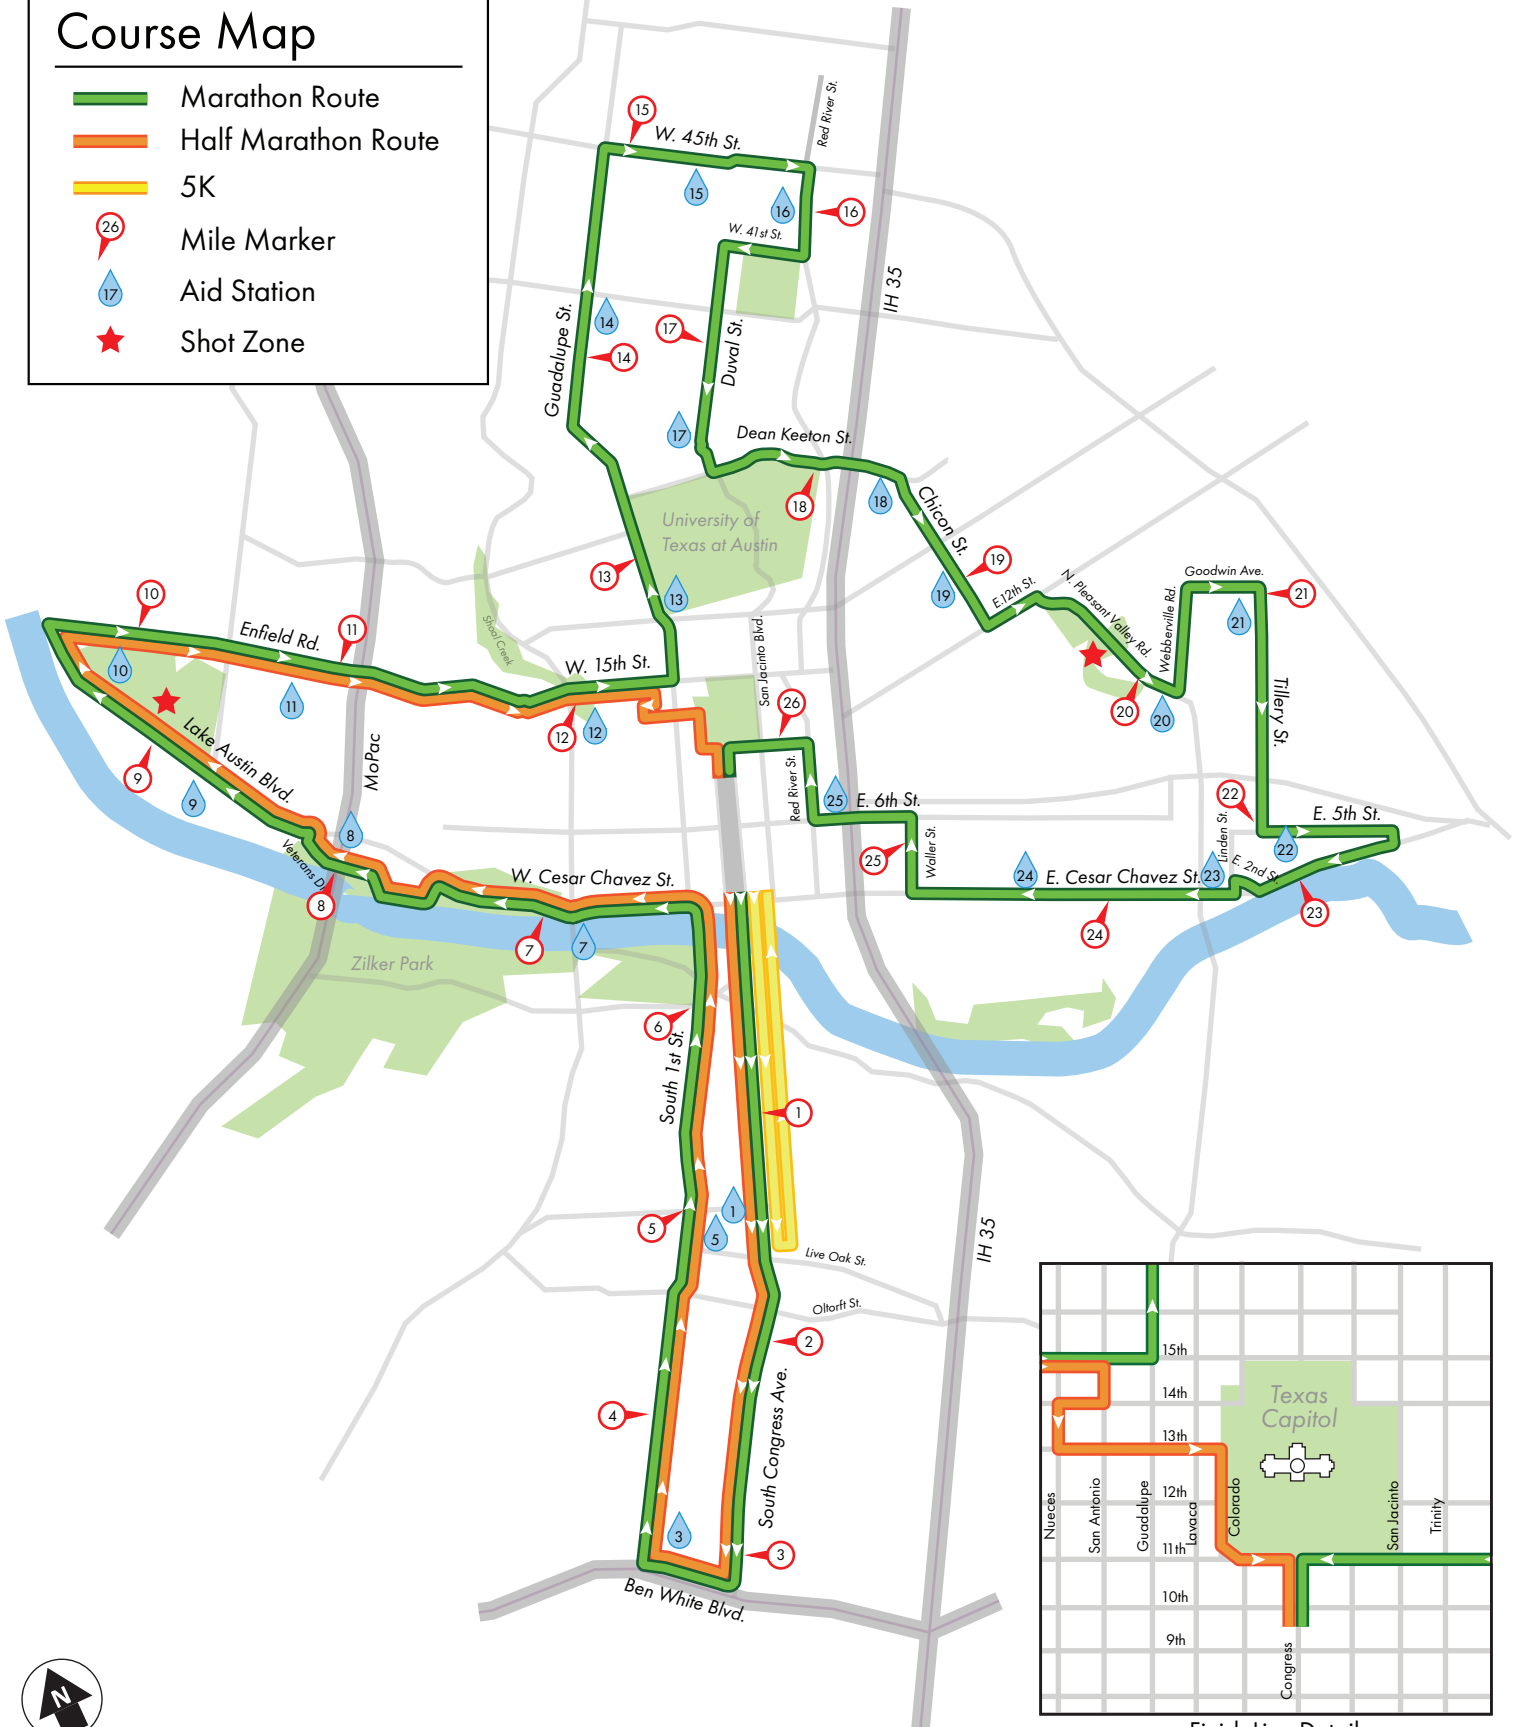 Course Map
Marathon Route
Half Marathon Route
5K
26
Mile Marker
17
Aid Station
Shot Zone
15
W. 45th St.
Red River St.
15
16
16
W. 41st St.
IH 35
14
17
Guadalupe St.
Duval St.
14
17
Dean Keeton St.
18
18
Chicon St.
University of
Texas at Austin
13
13
19
19
E.12th St.
N. Pleasant Valley Rd.
Goodwin Ave.
21
21
Webberville Rd.
20
20
Tillery St.
10
Enfield Rd.
11
Shoal Creek
W. 15th St.
San Jacinto Blvd.
10
11
12
12
26
Lake Austin Blvd.
MoPac
9
9
8
Red River St.
25
E. 6th St.
22
E. 5th St.
Linden St.
22
Waller St.
25
Veterans Dr.
8
W. Cesar Chavez St.
24
E. Cesar Chavez St.
23
E. 2nd St.
23
24
7
7
Zilker Park
6
South 1st St.
1
5
1
5
Live Oak St.
IH 35
Oltorft St.
2
4
South Congress Ave.
3
3
Ben White Blvd.
N
15th
14th
Texas
Capitol
13th
12th
Nueces
San Antonio
Guadalupe
Lavaca
Colorado
San Jacinto
Trinity
11th
10th
9th
Congress
Finish Line Detail